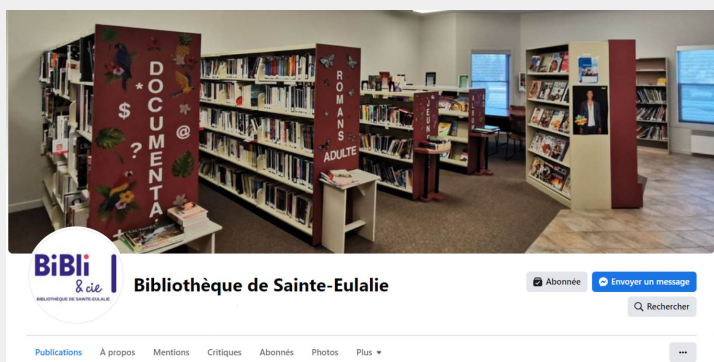 DOCUMENTA
* $ @ ? +
ROMANS
ADULTE
JEUN
BiBli
& cie
BIBLIOTHÈQUE DE SAINTE-EULALIE
Bibliothèque de Sainte-Eulalie
Abonnée
Envoyer un message
Rechercher
Publications À propos Mentions Critiques Abonnés Photos Plus
...